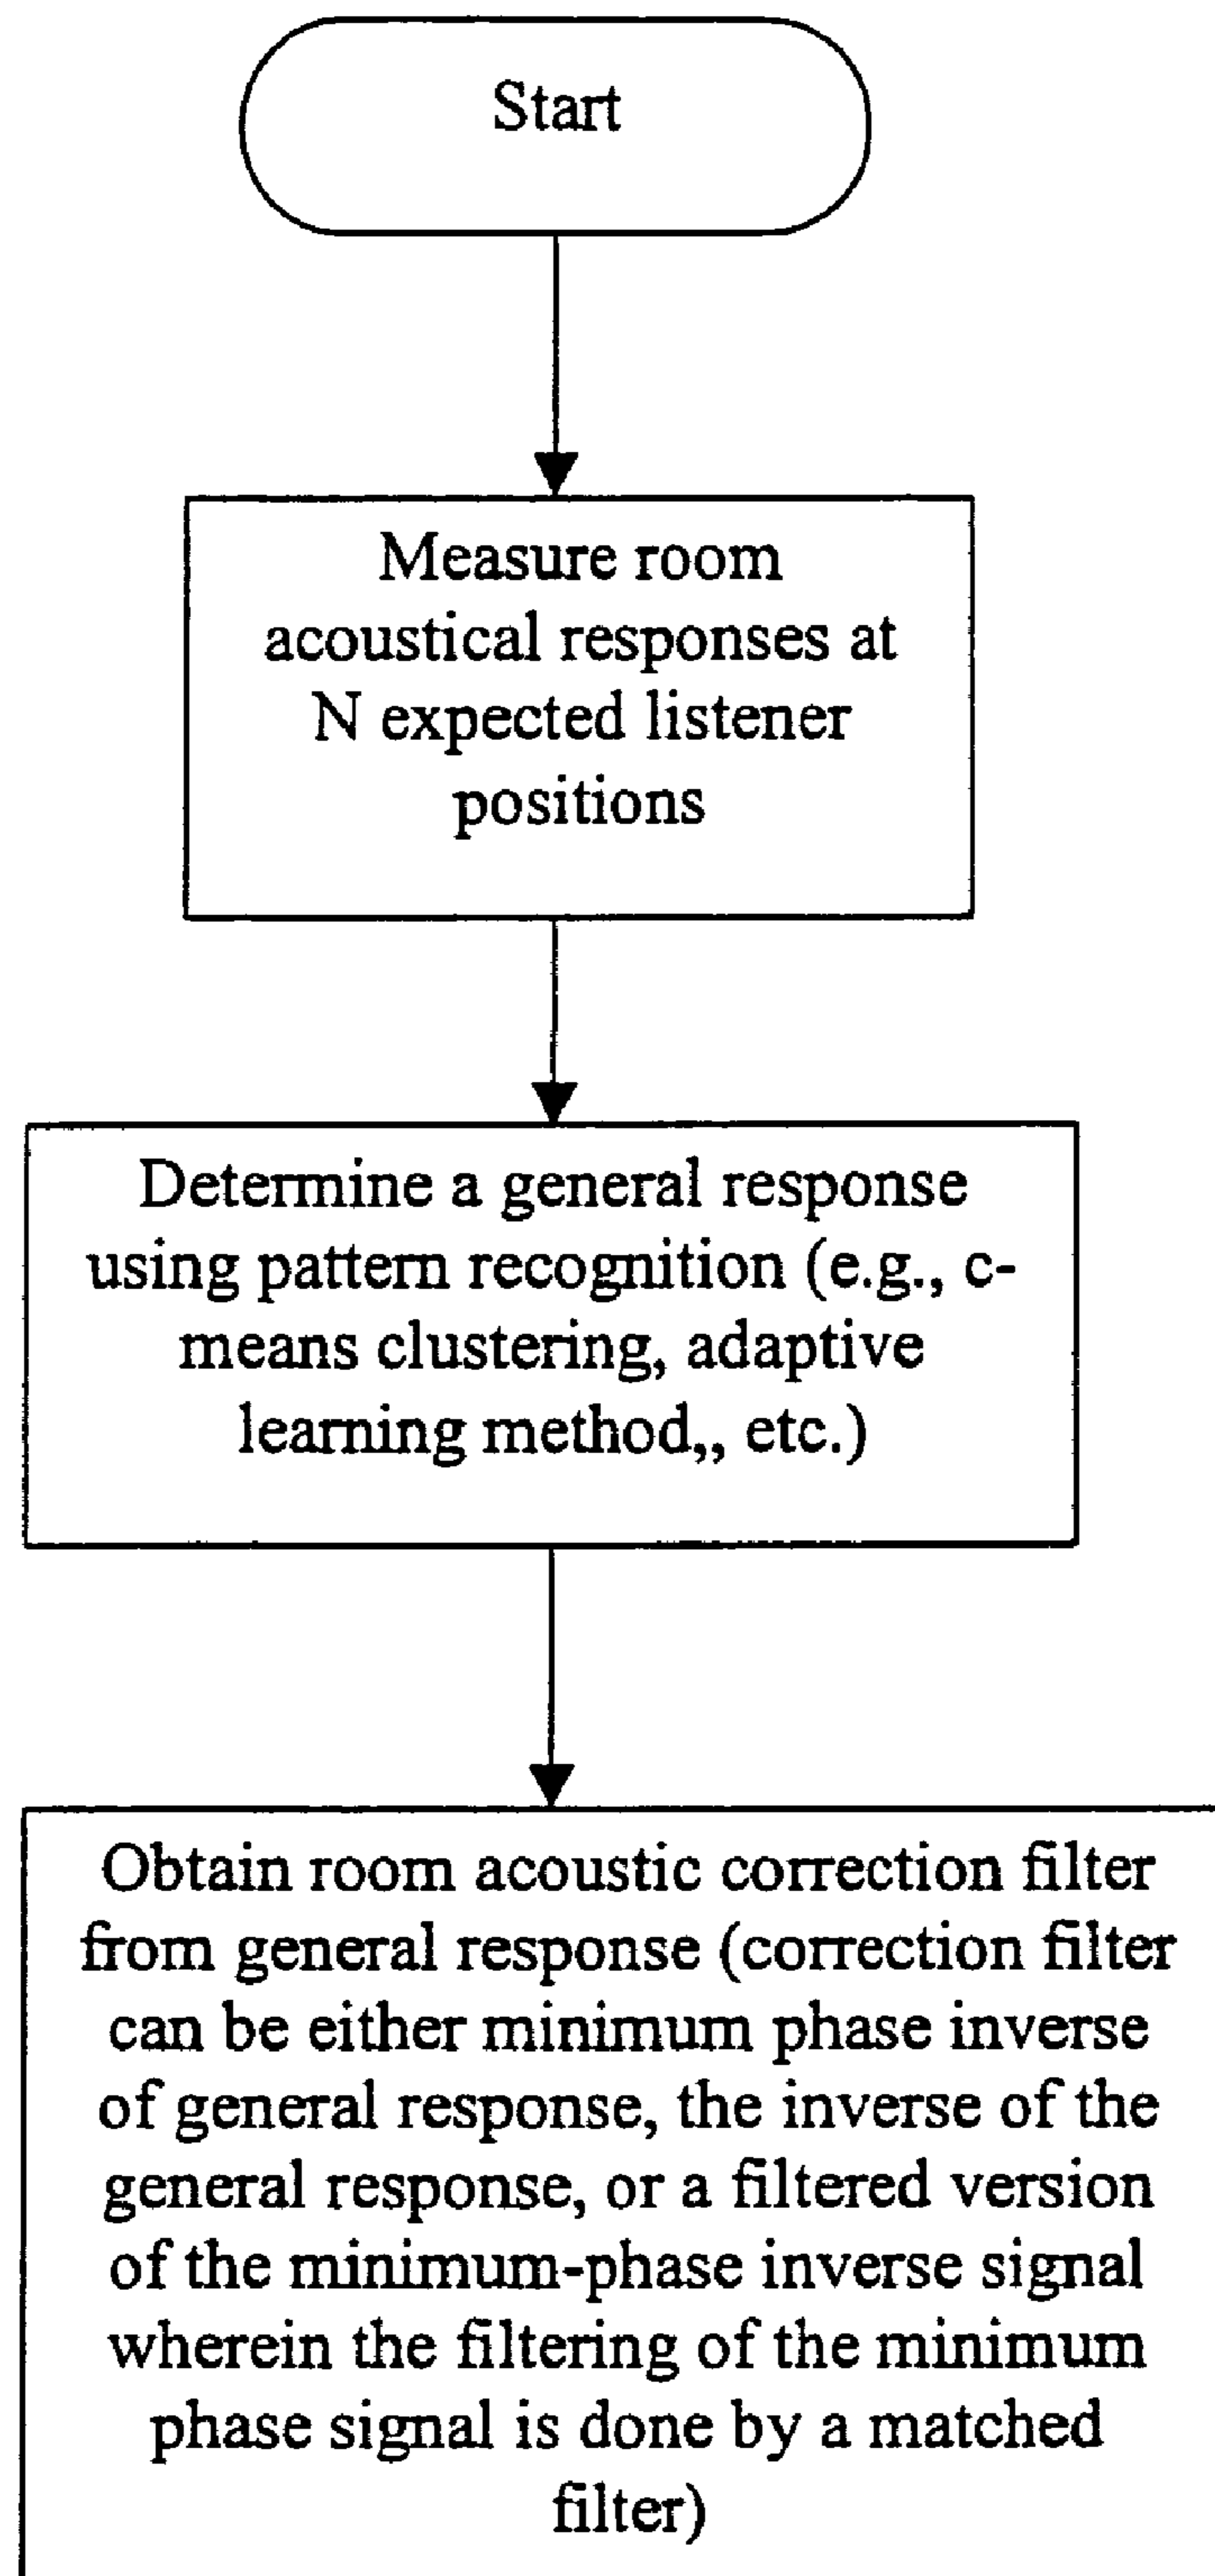 Start
Measure room
acoustical responses at
N expected listener
positions
Determine a general response
using pattern recognition (e.g., c-
means clustering, adaptive
learning method,, etc.)
Obtain room acoustic correction filter
from general response (correction filter
can be either minimum phase inverse
of general response, the inverse of the
general response, or a filtered version
of the minimum-phase inverse signal
wherein the filtering of the minimum
phase signal is done by a matched
filter)